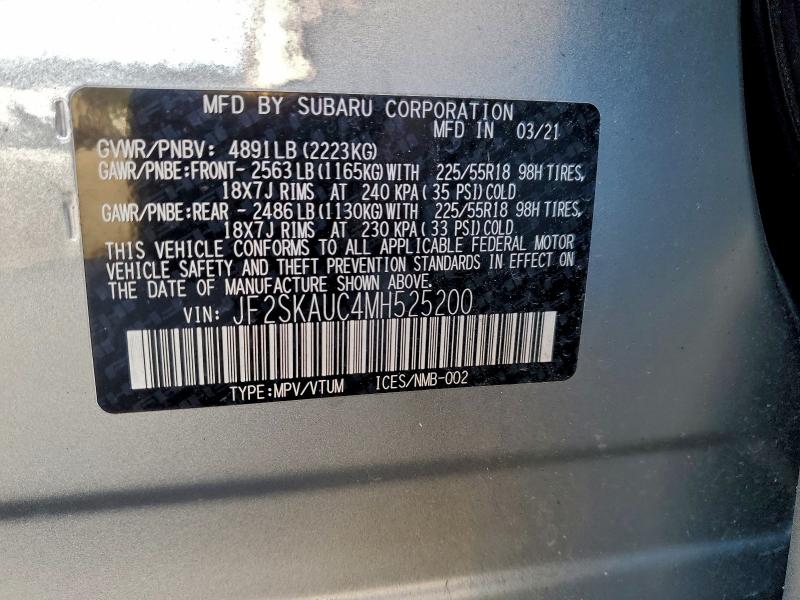 MFD BY SUBARU CORPORATION
MFD IN 03/21
GVWR/PNBV: 4891LB(2223KG)
GAWR/PNBE:FRONT- 2563LB(1165KG)WITH 225/55R18 98H TIRES,
18X7J RIMS AT 240 KPA( 35 PSI)COLD
GAWR/PNBE:REAR - 2486LB(1130KG)WITH 225/55R18 98H TIRES,
18X7J RIMS AT 230 KPA( 33 PSI)COLD.
THIS VEHICLE CONFORMS TO ALL APPLICABLE FEDERAL MOTOR
VEHICLE SAFETY AND THEFT PREVENTION STANDARDS IN EFFECT ON
THE DATE OF MANUFACTURE SHOWN ABOVE.
VIN: JF2SKAUC4MH525200
TYPE:MPV/VTUM ICES/NMB-002